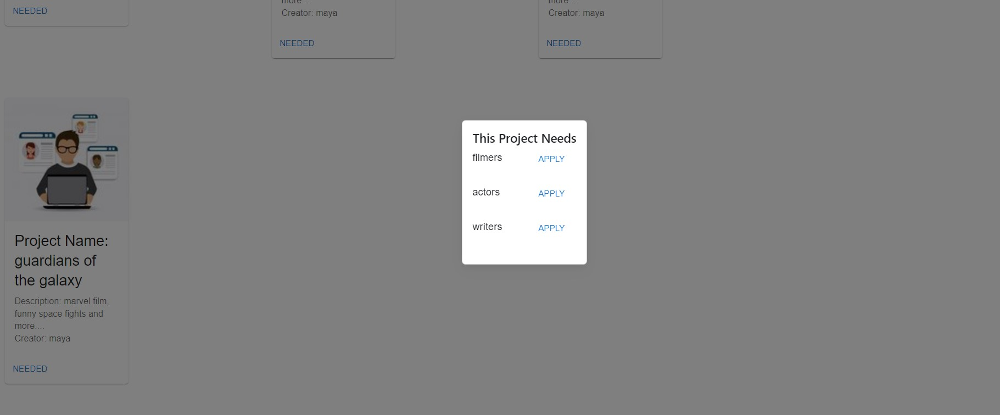 NEEDED
more....
Creator: maya
NEEDED
more....
Creator: maya
NEEDED
This Project Needs
filmers APPLY
actors APPLY
writers APPLY
Project Name:
guardians of
the galaxy
Description: marvel film,
funny space fights and
more....
Creator: maya
NEEDED